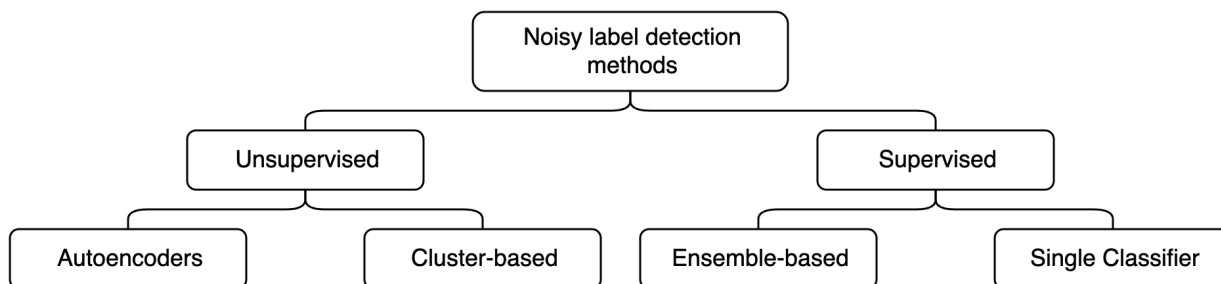 Noisy label detection
methods
Unsupervised
Supervised
Autoencoders
Cluster-based
Ensemble-based
Single Classifier